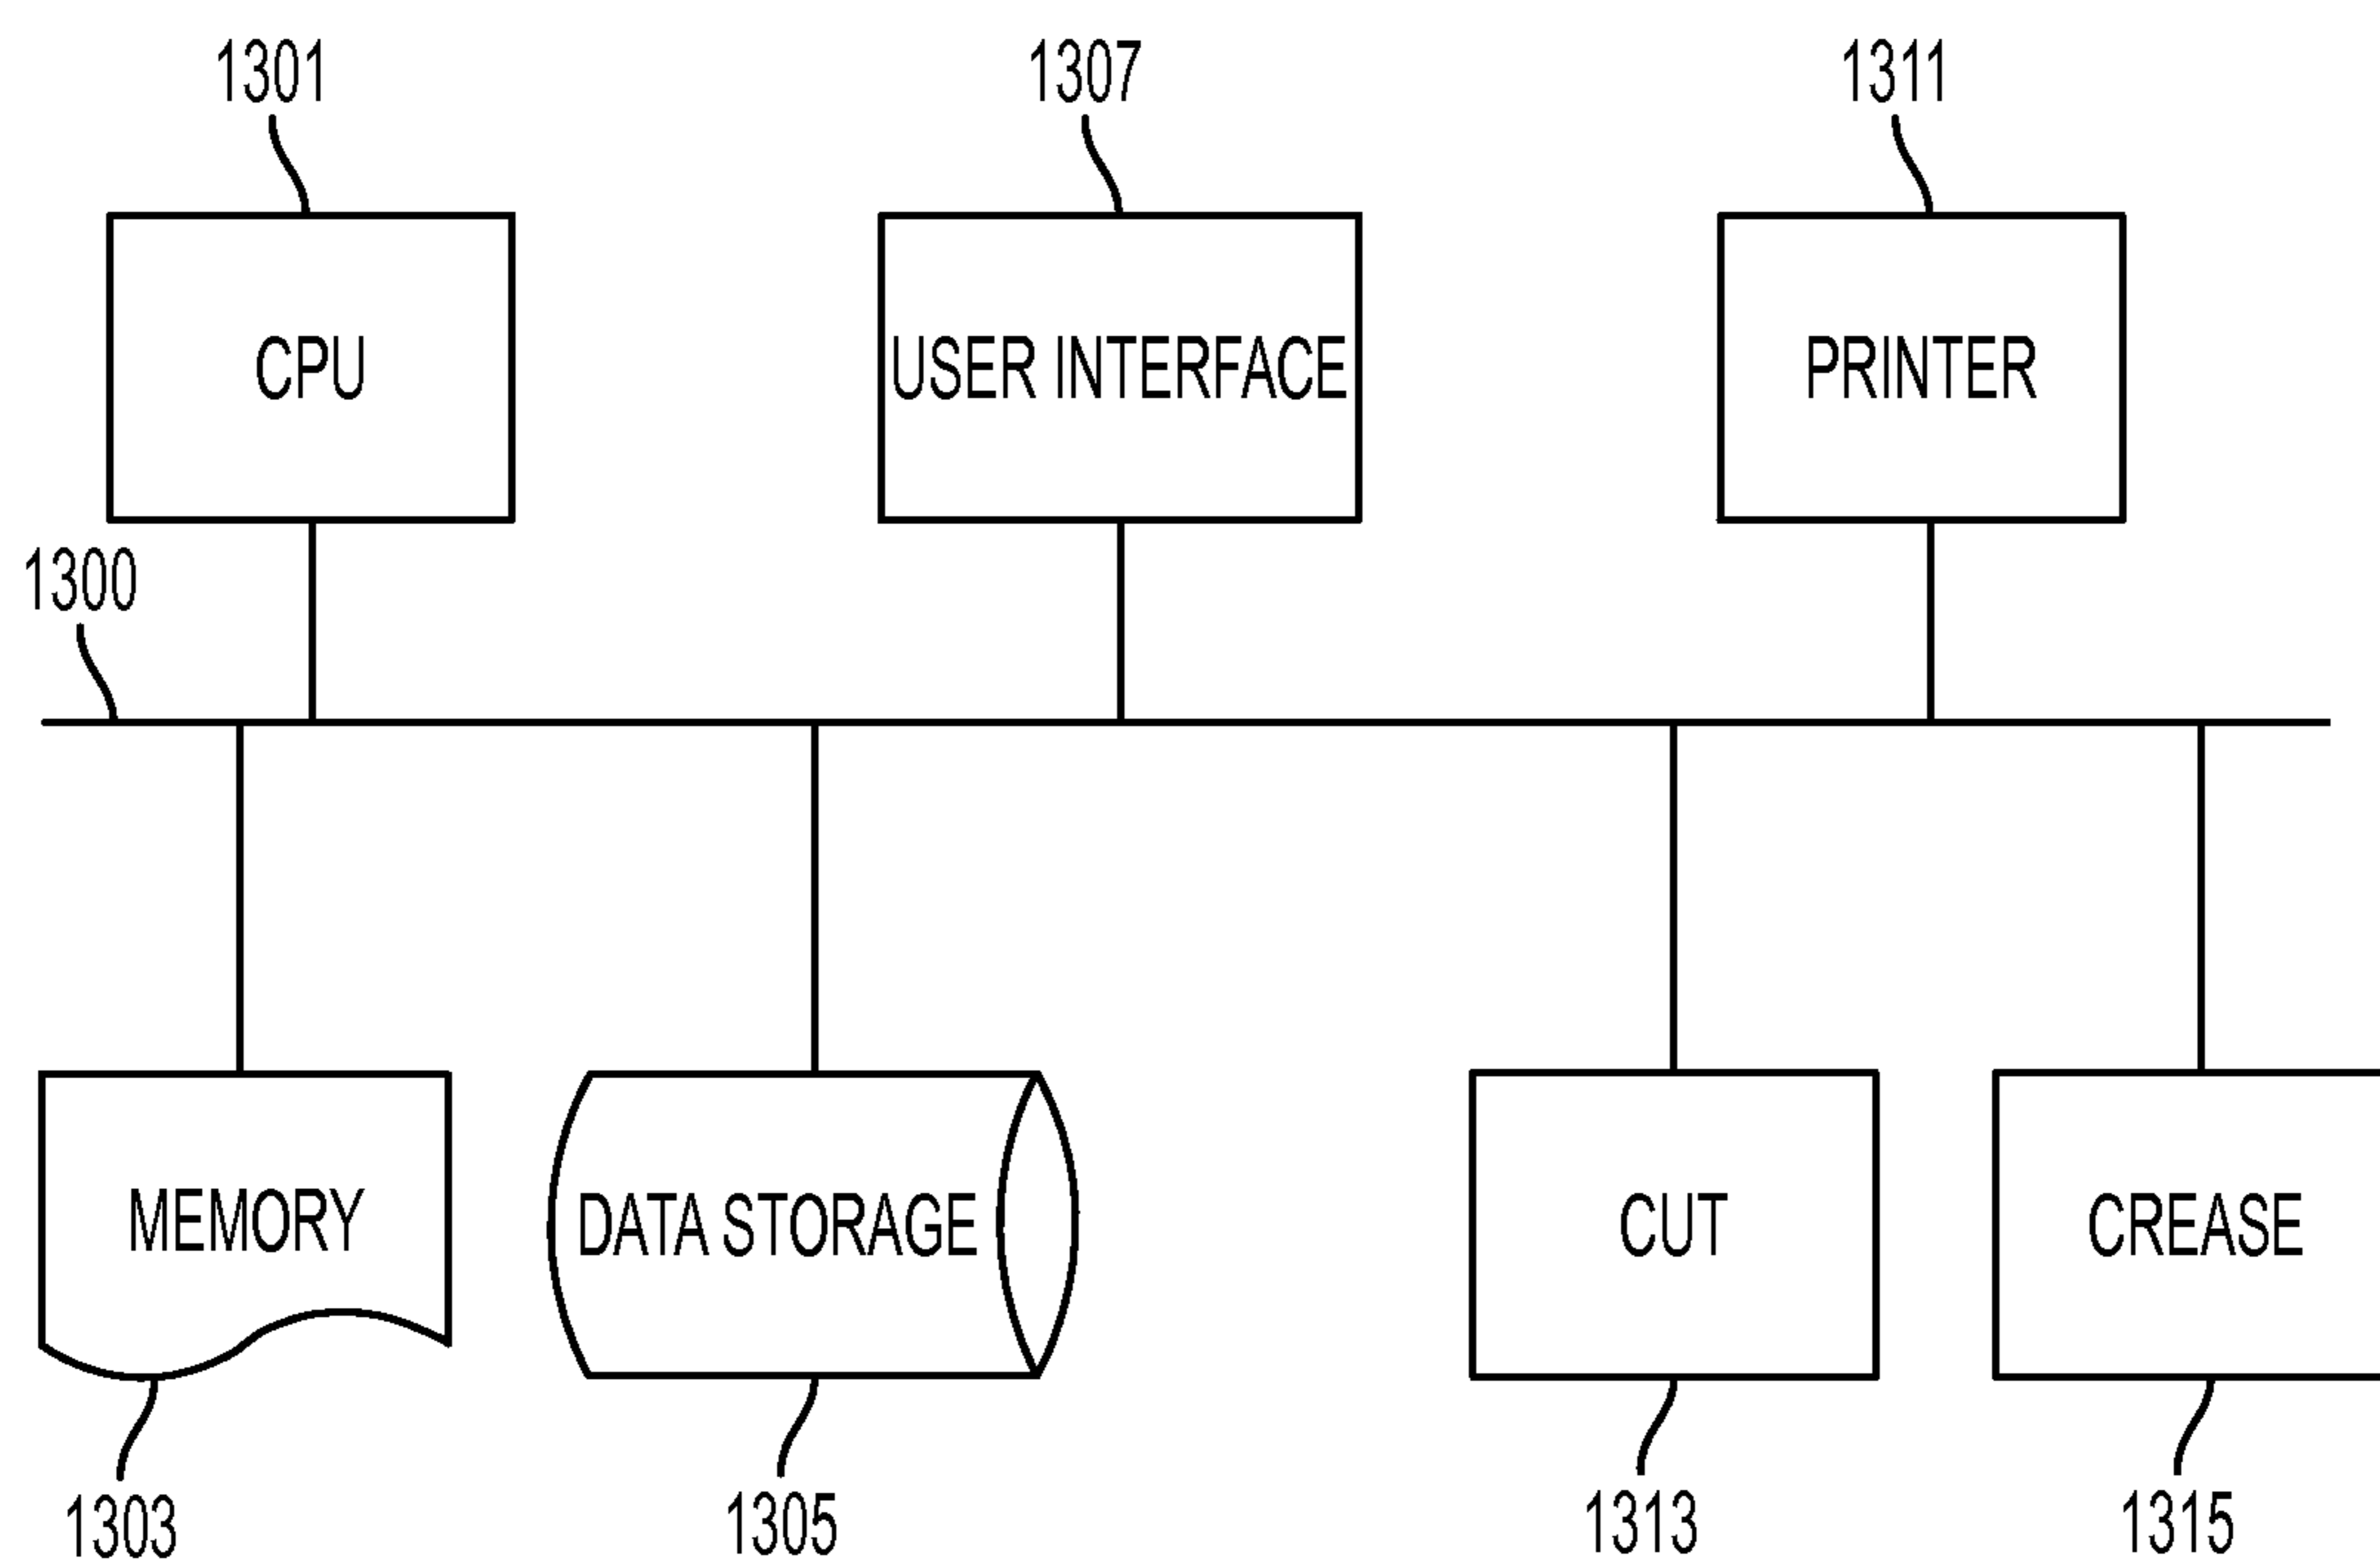 1301
1307
1311
CPU
USER INTERFACE
PRINTER
1300
MEMORY
DATA STORAGE
CUT
CREASE
1303
1305
1313
1315